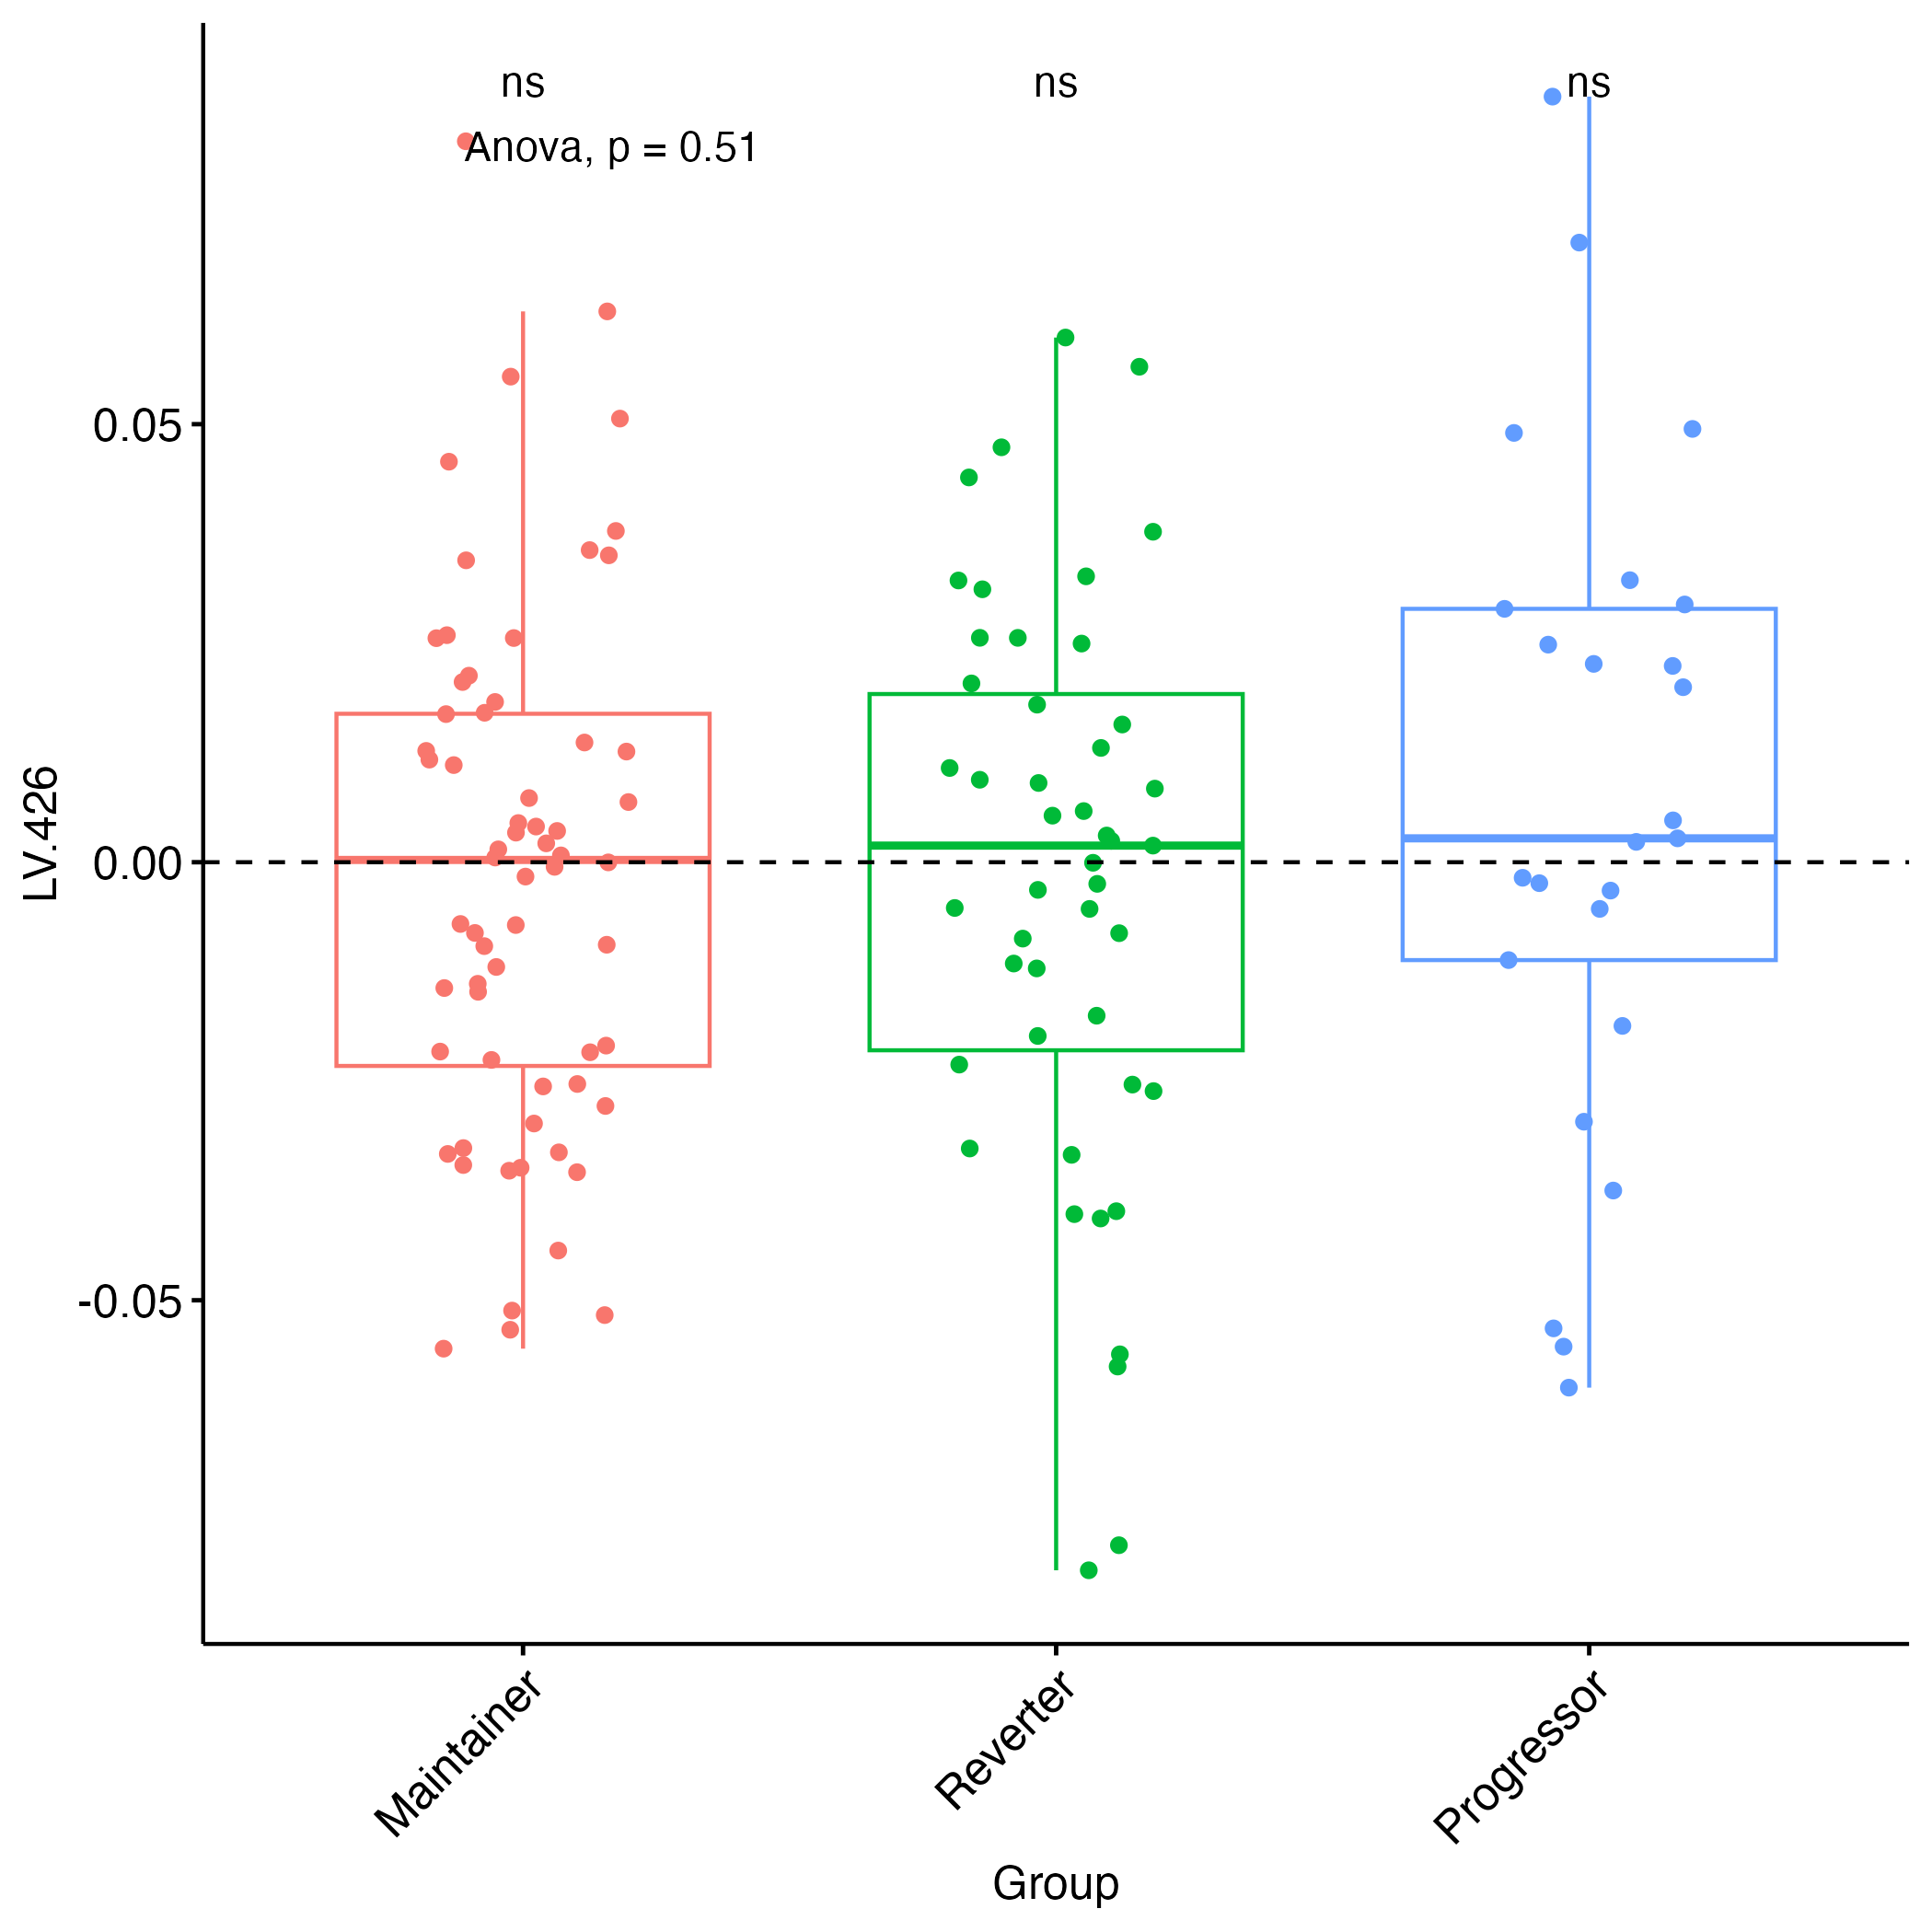 ns ns ns
Anova, p = 0.51
LV.426
0.05
0.00
-0.05
Maintainer Reverter Progressor
Group